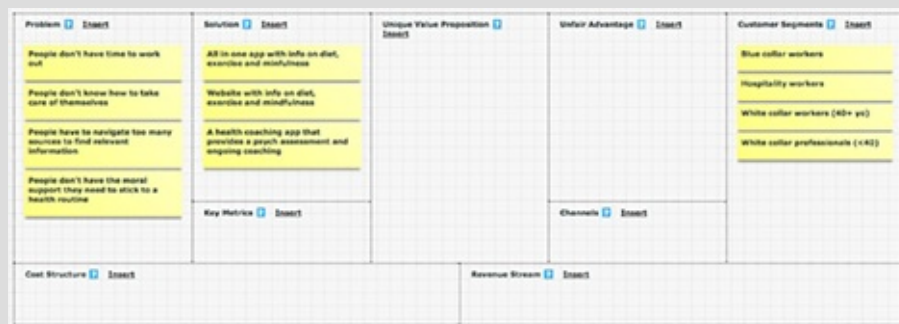 Problem Insert
People don't have time to work
out
People don't know how to take
care of themselves
People have to navigate too many
sources to find relevant
information
People don't have the moral
support they need to stick to a
health routine
Solution Insert
All in one app with info on diet,
exercise and minfulness
Website with info on diet,
exercise and mindfulness
A health coaching app that
provides a psych assessment and
ongoing coaching
Key Metrics Insert
Unique Value Proposition
Insert
Unfair Advantage Insert
Channels Insert
Customer Segments Insert
Blue collar workers
Hospitality workers
White collar workers (40+ yo)
White collar professionals (<40)
Cost Structure Insert
Revenue Stream Insert